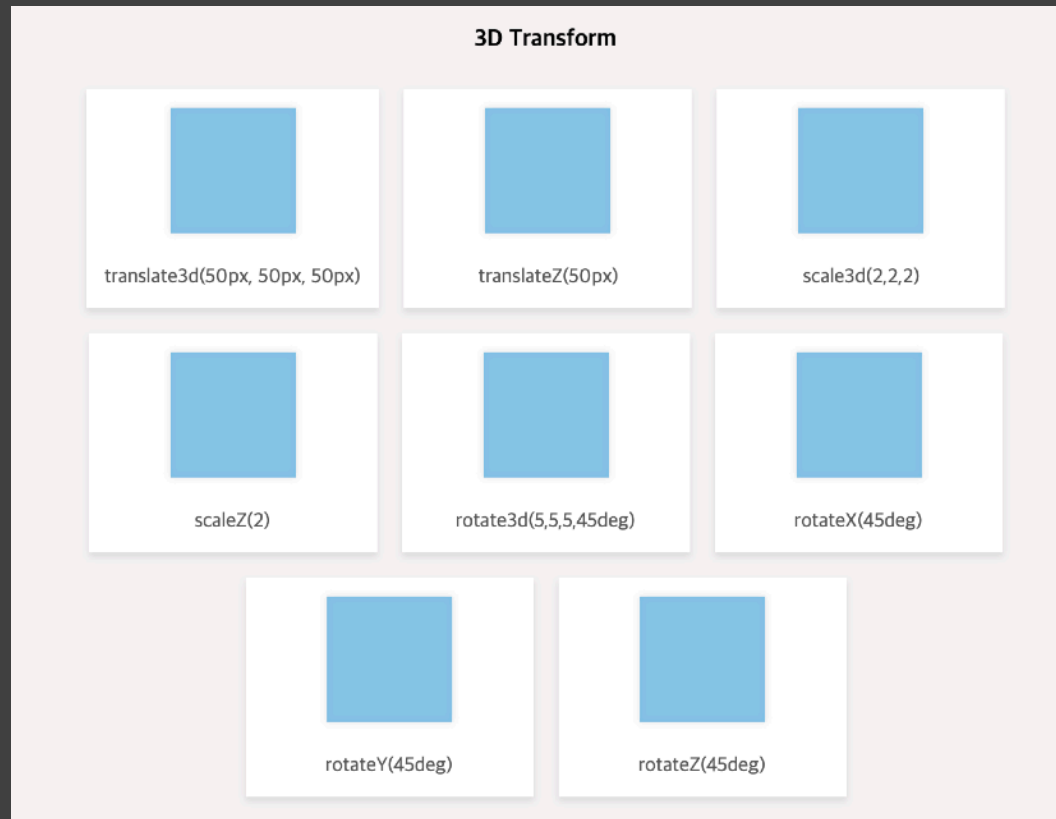 3D Transform
translate3d(50px, 50px, 50px)
translateZ(50px)
scale3d(2,2,2)
scaleZ(2)
rotate3d(5,5,5,45deg)
rotateX(45deg)
rotateY(45deg)
rotateZ(45deg)